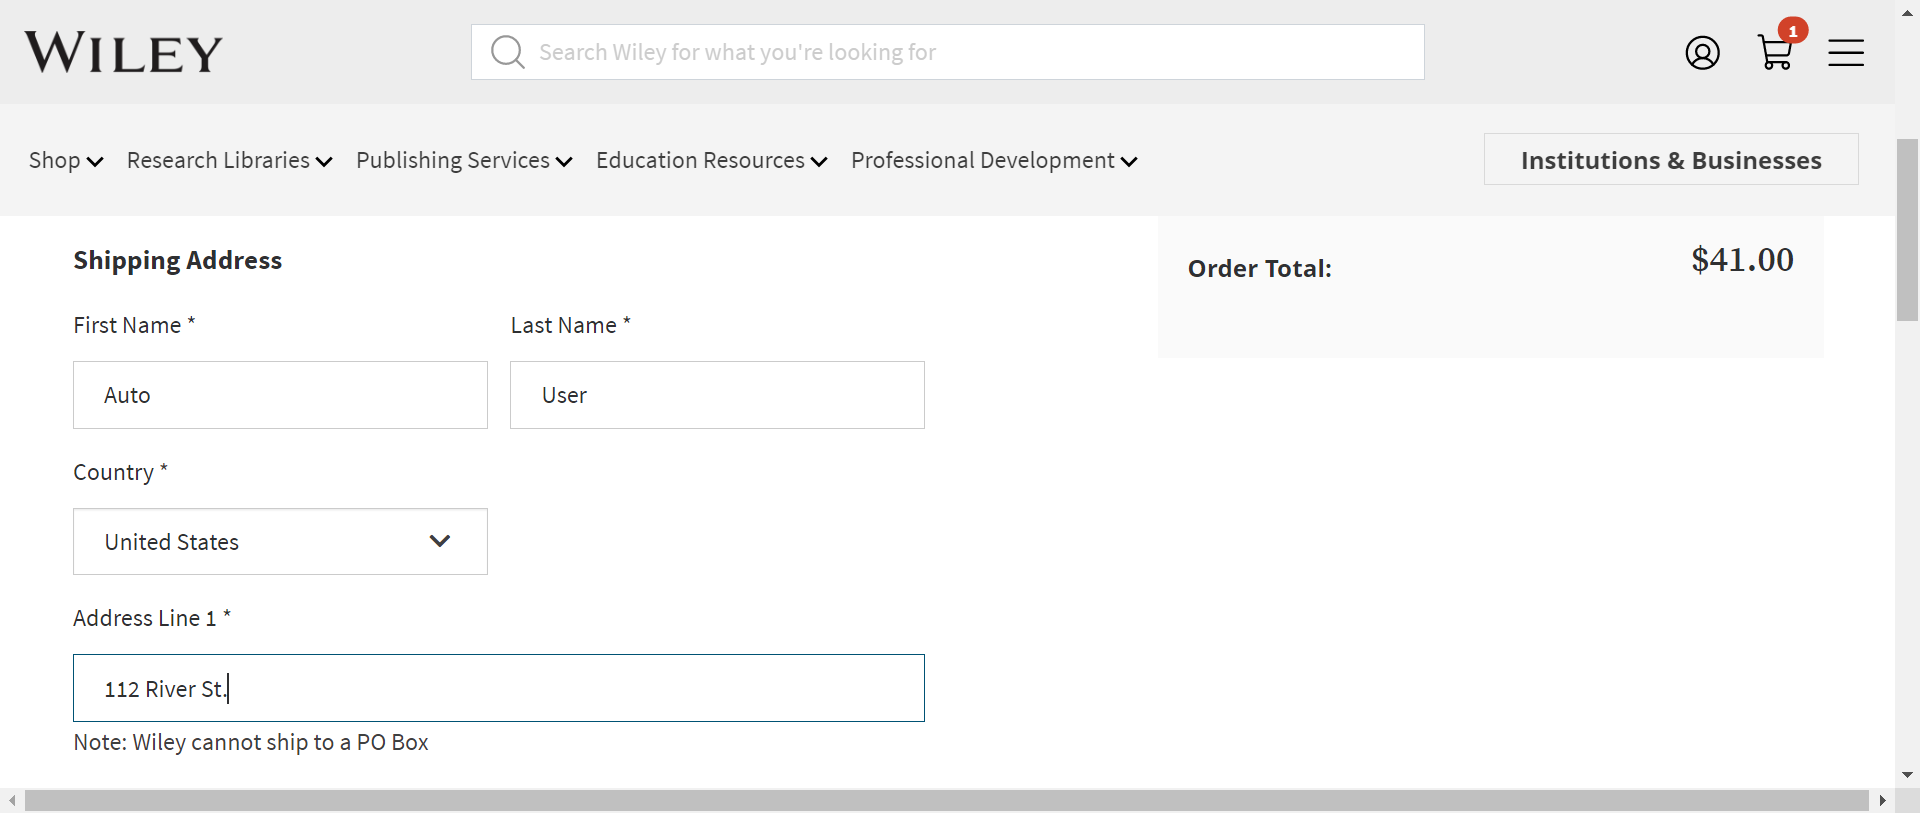 WILEY
Search Wiley for what you're looking for
1
Shop
Research Libraries
Publishing Services
Education Resources
Professional Development
Institutions & Businesses
Shipping Address
First Name *
Last Name *
Auto
User
Country *
United States
Address Line 1 *
112 River St.
Note: Wiley cannot ship to a PO Box
Order Total:
$41.00